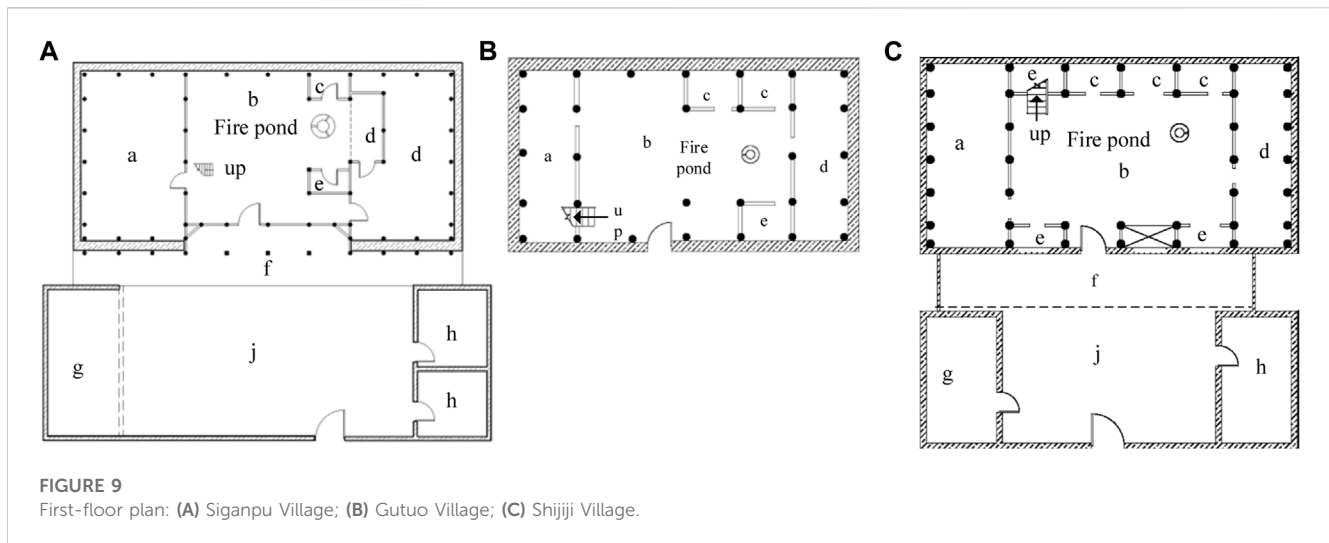 A
b
c
Fire pond
d
d
a
up
e
f
g
j
h
h
B
c
c
a
b
Fire
pond
d
u
p
e
C
e
c
c
c
up
Fire pond
a
b
d
e
e
f
g
j
h
FIGURE 9
First-floor plan: (A) Siganpu Village; (B) Gutuo Village; (C) Shijiji Village.